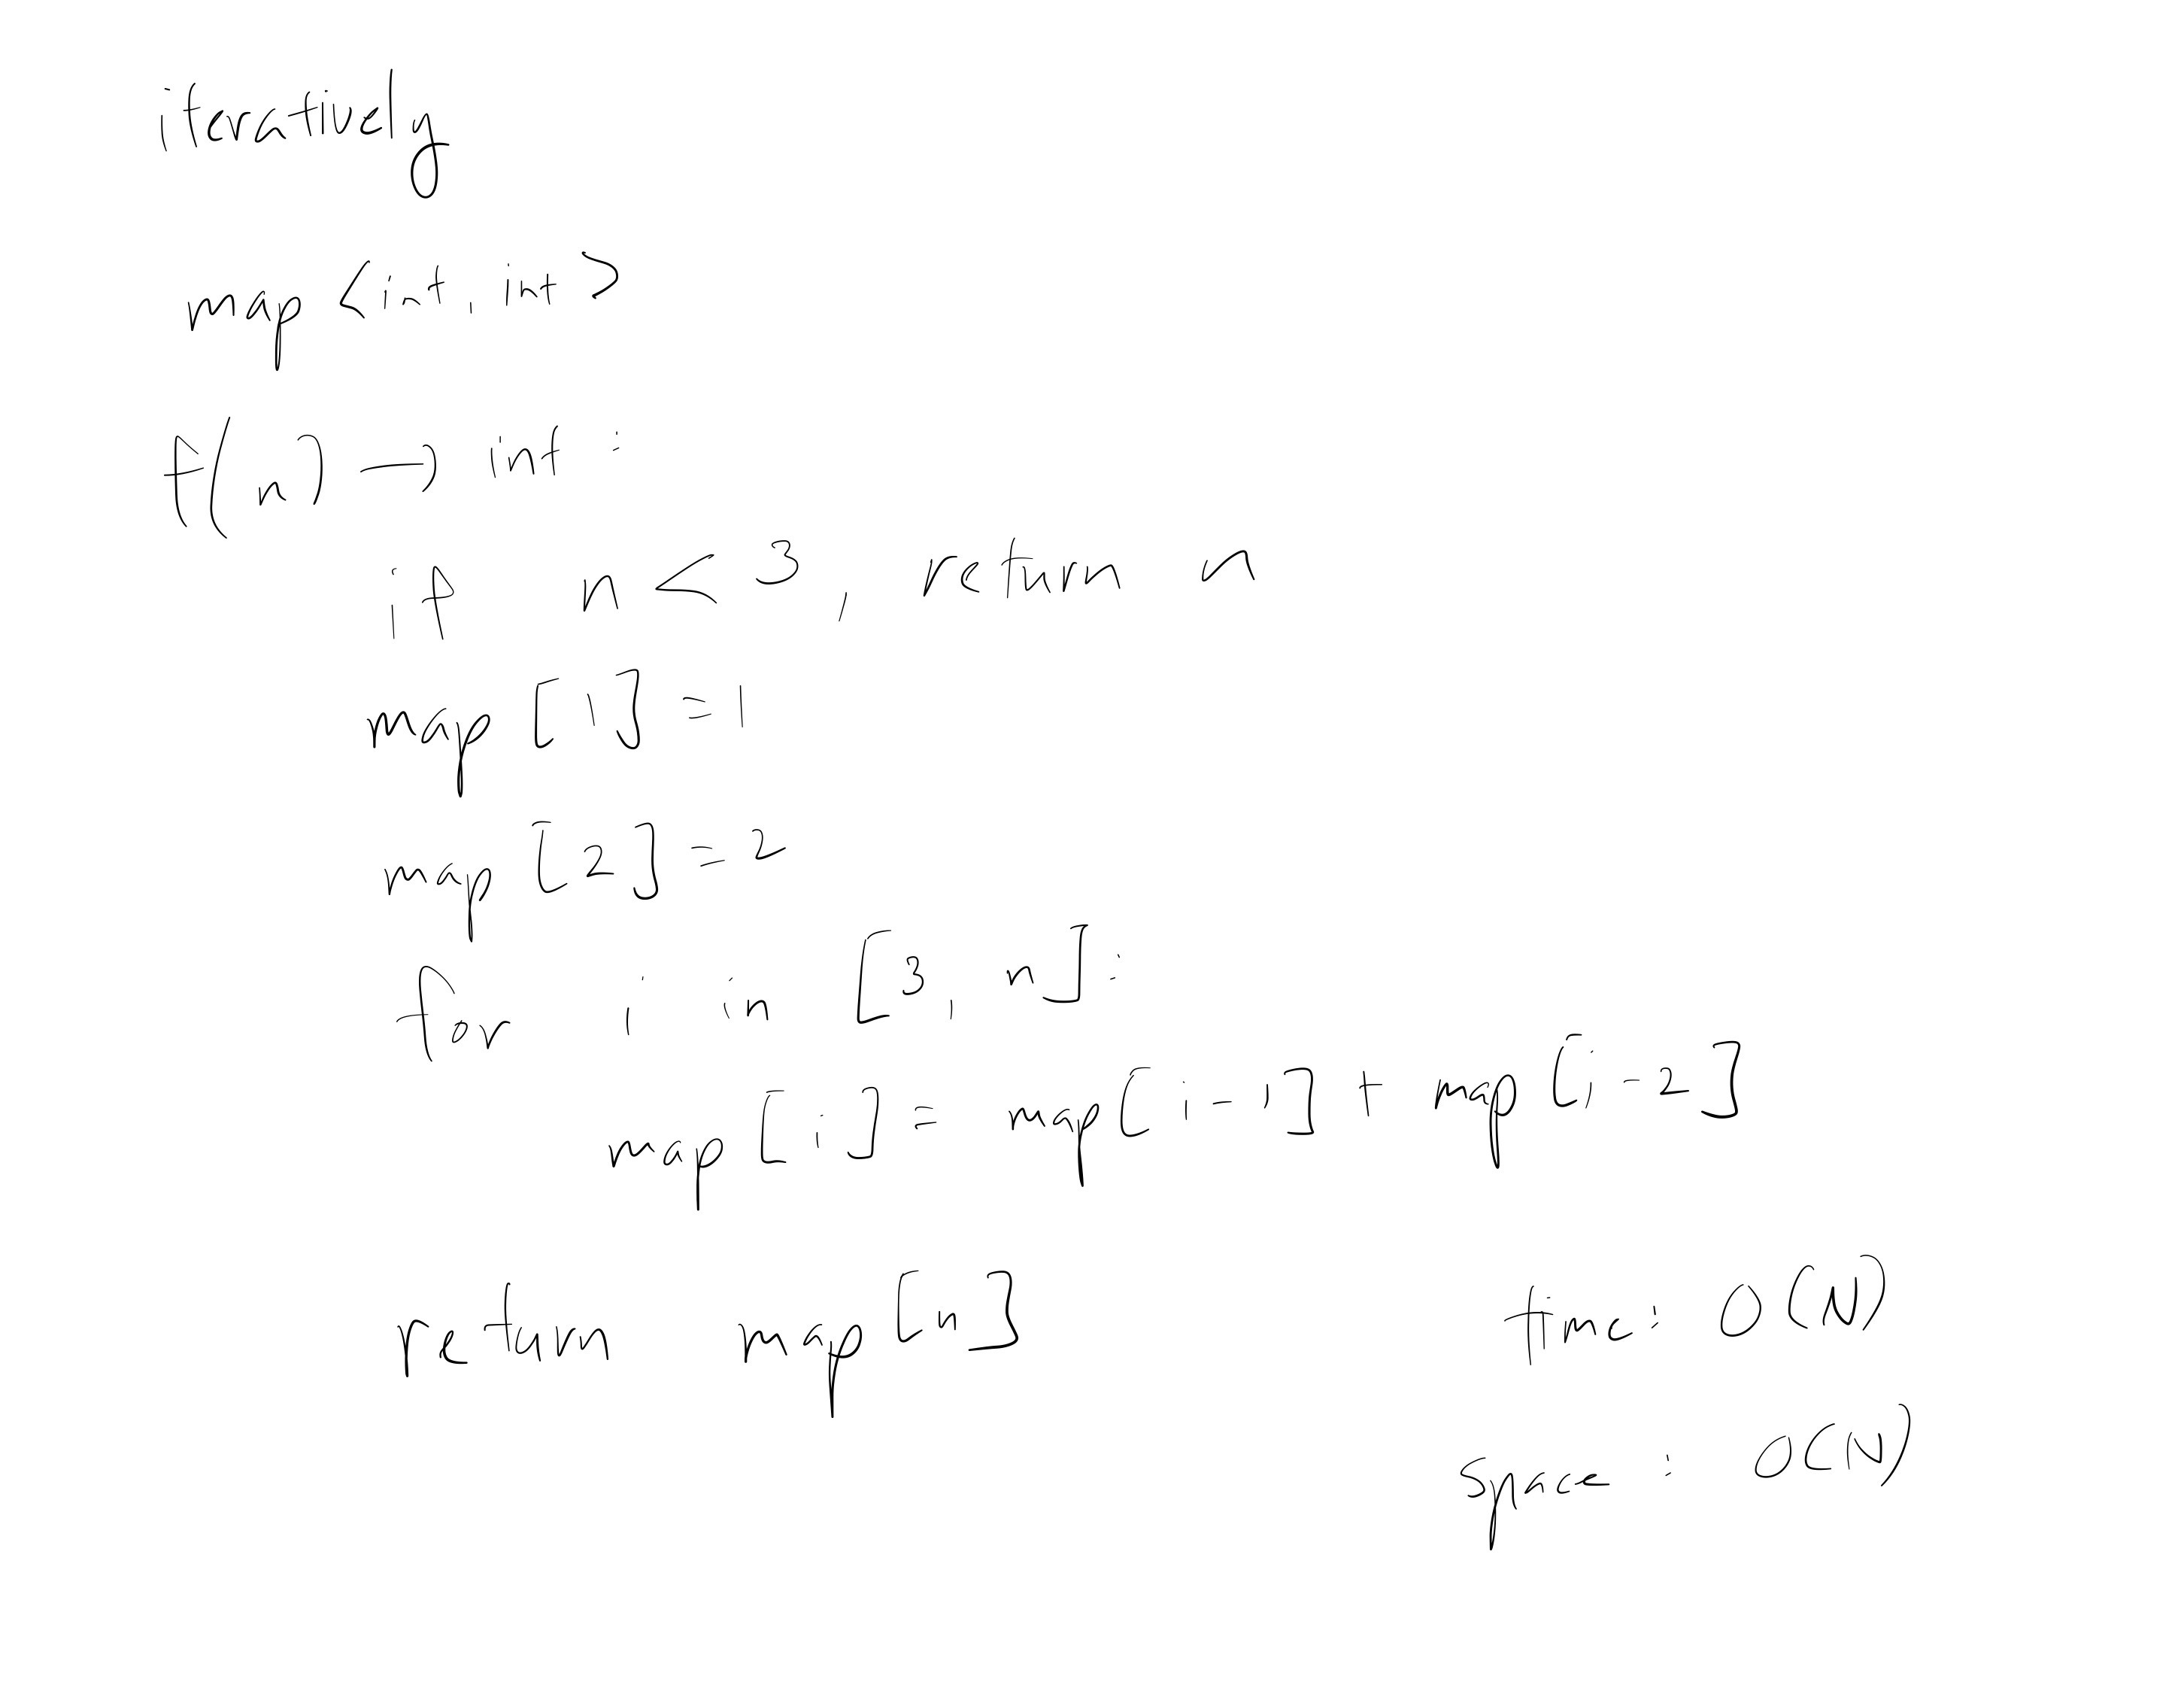 iteratively
map <int, int>
f(n) → int :
if n < 3, return n
map [1] = 1
map [2] = 2
for i in [3, n]:
map [i] = map[i-1] + map[i-2]
return map[n]
time: O(N)
space: O(N)